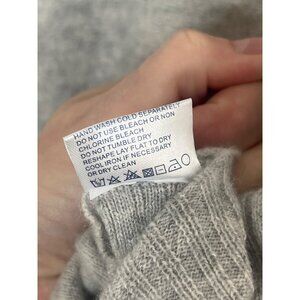 HAND WASH COLD SEPARATELY
DO NOT USE BLEACH OR NON
CHLORINE BLEACH
DO NOT TUMBLE DRY
RESHAPE LAY FLAT TO DRY
COOL IRON IF NECESSARY
OR DRY CLEAN